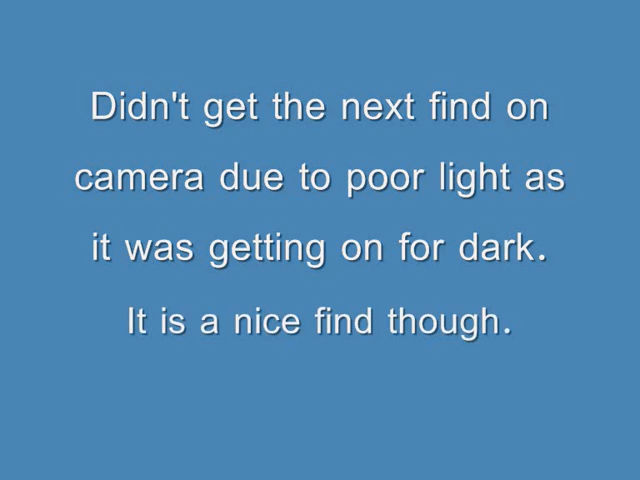 Didn't get the next find on
camera due to poor light as
it was getting on for dark.
It is a nice find though.